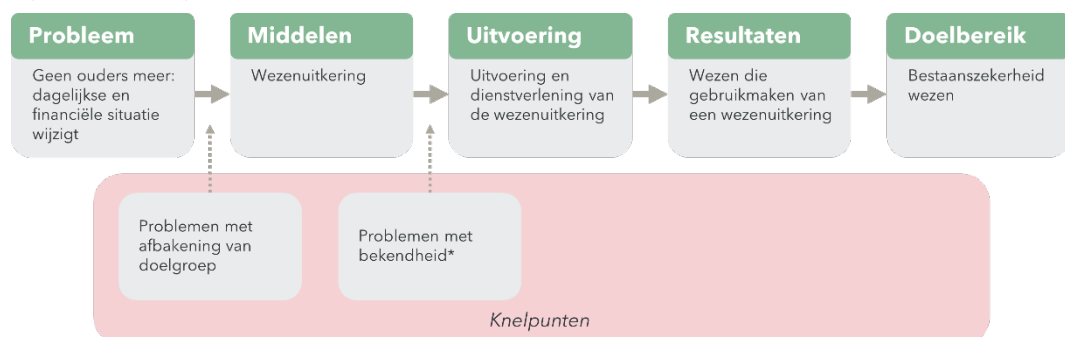 Probleem
Geen ouders meer:
dagelijkse en
financiële situatie
wijzigt
Middelen
Wezenuitkering
Uitvoering
Uitvoering en
dienstverlening van
de wezenuitkering
Resultaten
Wezen die
gebruikmaken van
een wezenuitkering
Doelbereik
Bestaanszekerheid
wezen
Problemen met
afbakening van
doelgroep
Problemen met
bekendheid*
Knelpunten